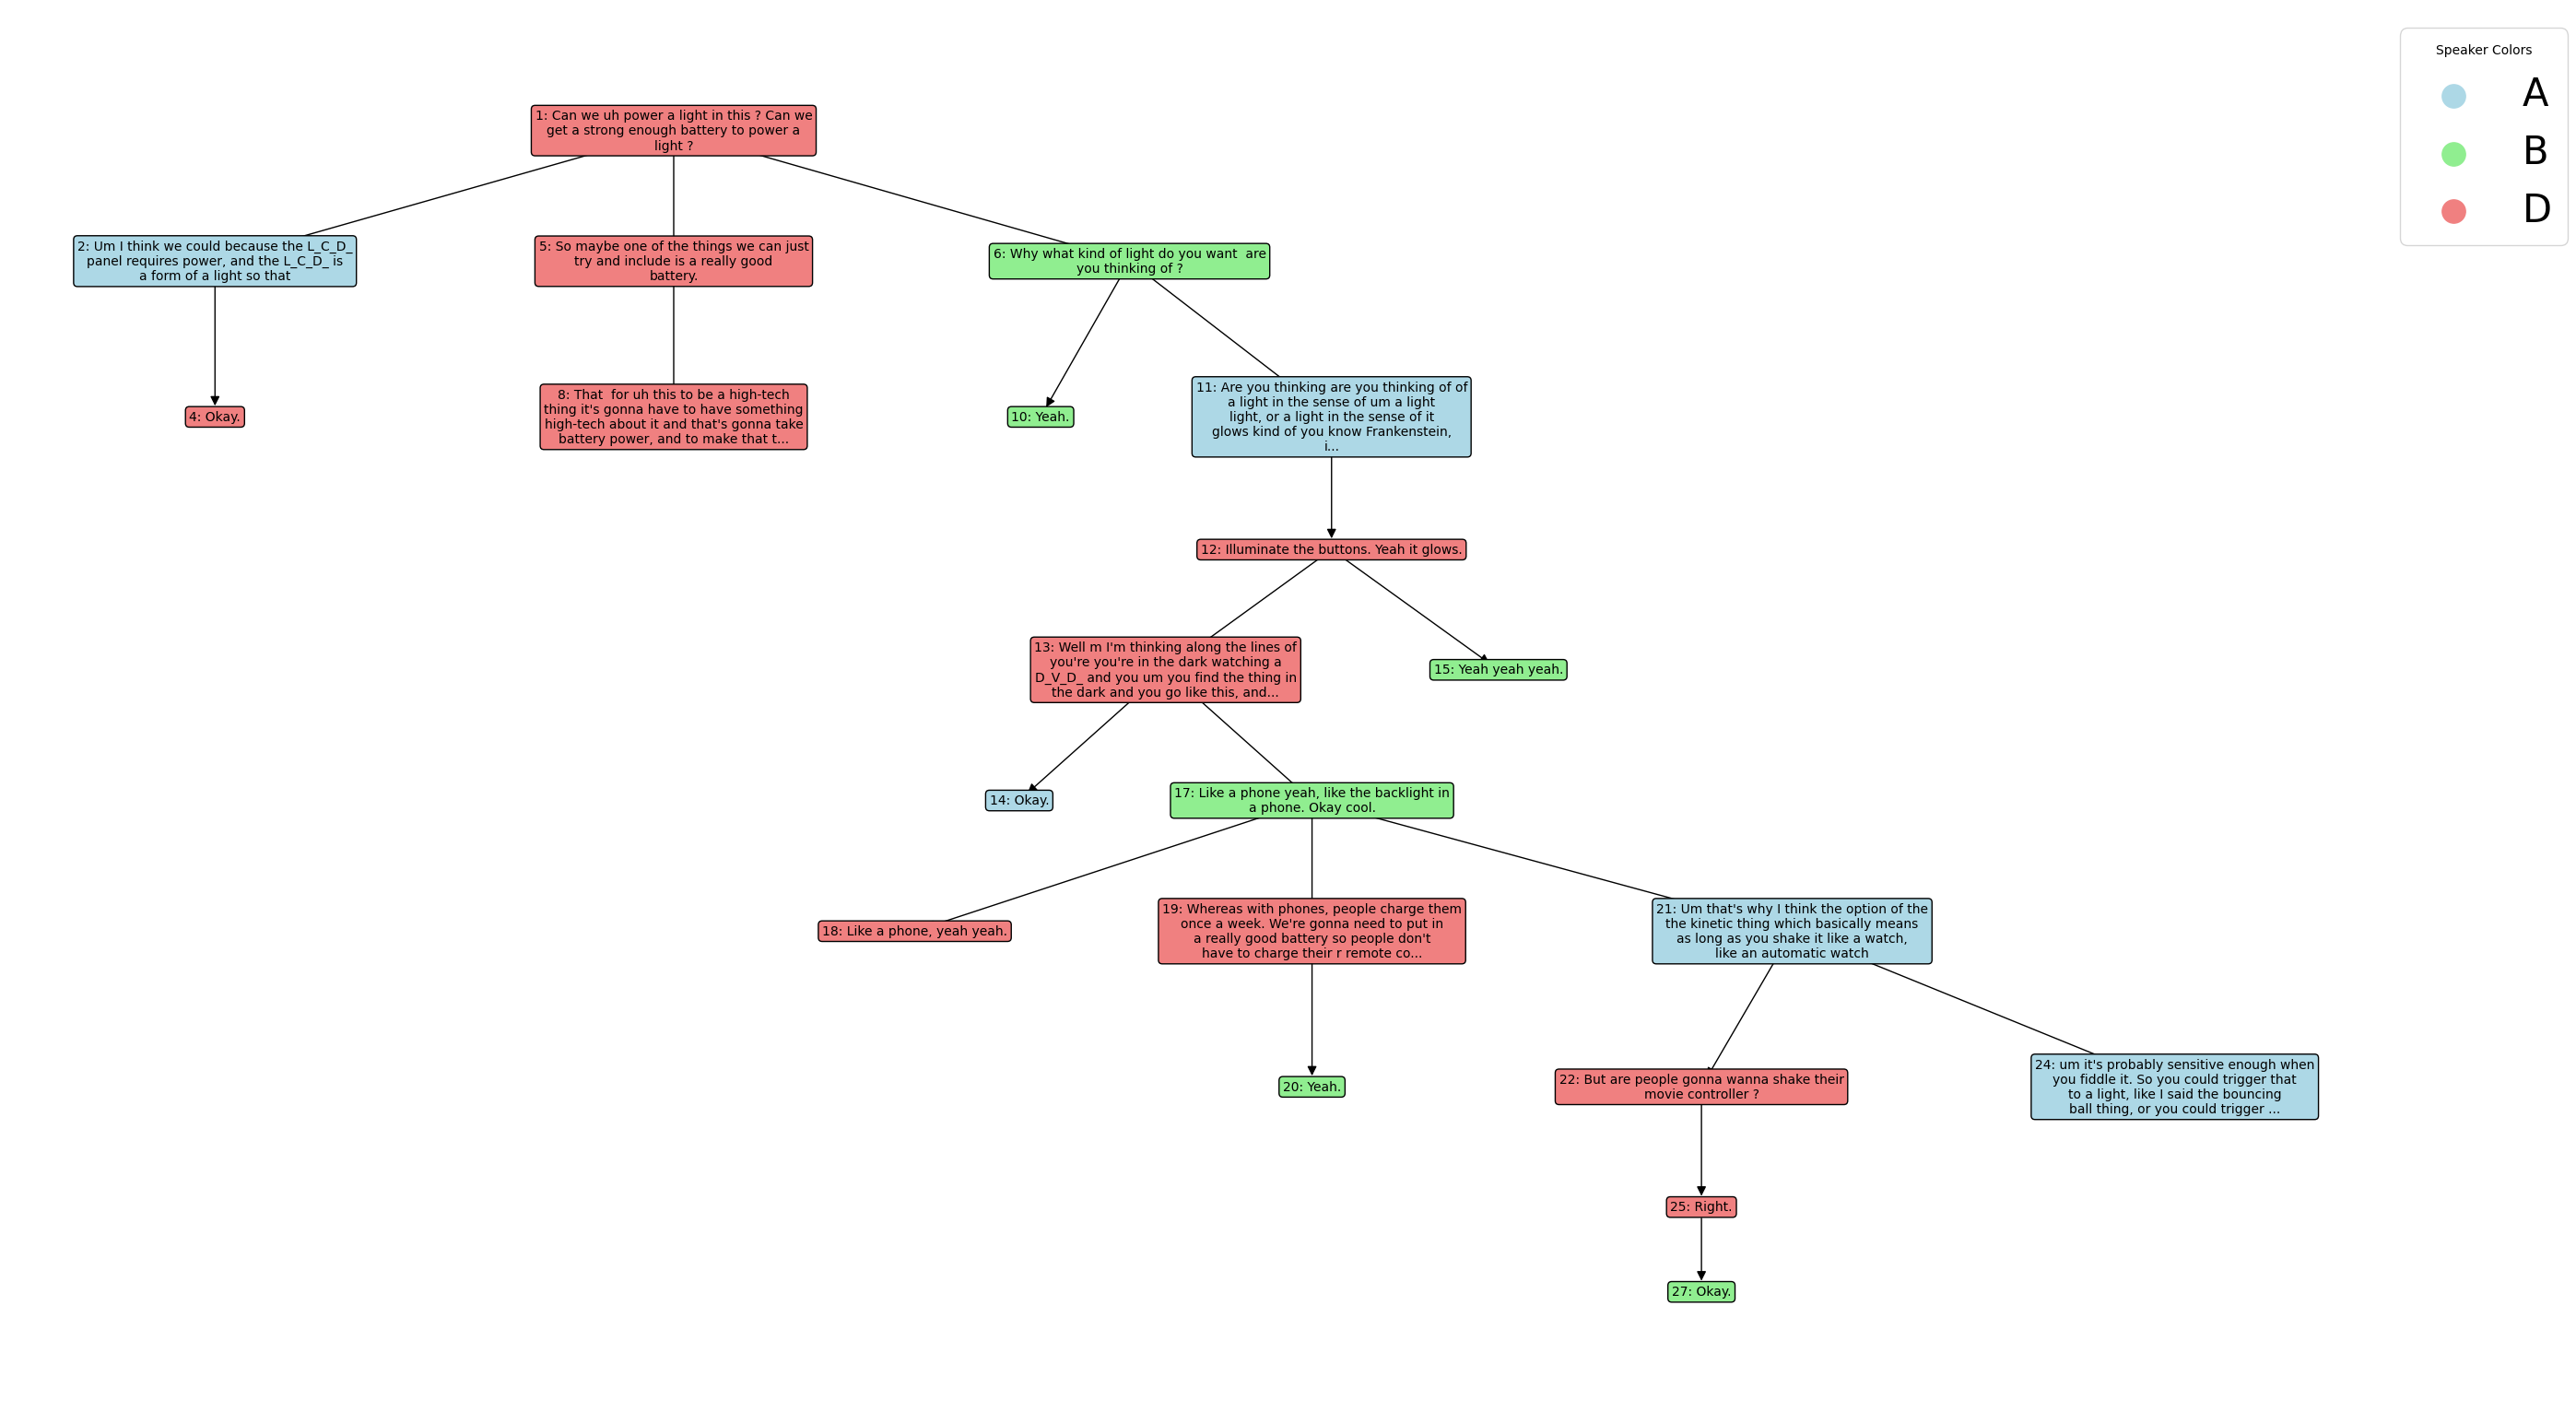 Speaker Colors
A
B
D
1: Can we uh power a light in this ? Can we
get a strong enough battery to power a
light ?
2: Um I think we could because the L_C_D_
panel requires power, and the L_C_D_ is
a form of a light so that
5: So maybe one of the things we can just
try and include is a really good
battery.
6: Why what kind of light do you want  are
you thinking of ?
4: Okay.
8: That  for uh this to be a high-tech
thing it's gonna have to have something
high-tech about it and that's gonna take
battery power, and to make that t...
10: Yeah.
11: Are you thinking are you thinking of of
a light in the sense of um a light
light, or a light in the sense of it
glows kind of you know Frankenstein,
i...
12: Illuminate the buttons. Yeah it glows.
13: Well m I'm thinking along the lines of
you're you're in the dark watching a
D_V_D_ and you um you find the thing in
the dark and you go like this, and...
15: Yeah yeah yeah.
14: Okay.
17: Like a phone yeah, like the backlight in
a phone. Okay cool.
18: Like a phone, yeah yeah.
19: Whereas with phones, people charge them
once a week. We're gonna need to put in
a really good battery so people don't
have to charge their r remote co...
21: Um that's why I think the option of the
the kinetic thing which basically means
as long as you shake it like a watch,
like an automatic watch
20: Yeah.
22: But are people gonna wanna shake their
movie controller ?
24: um it's probably sensitive enough when
you fiddle it. So you could trigger that
to a light, like I said the bouncing
ball thing, or you could trigger ...
25: Right.
27: Okay.